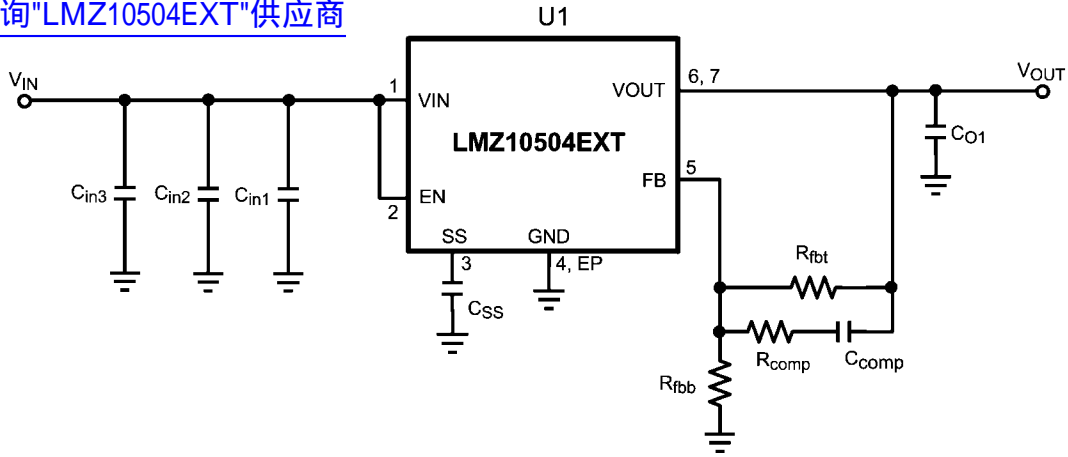 询"LMZ10504EXT"供应商
U1
VIN
1
VIN
VOUT
6, 7
VOUT
LMZ10504EXT
CO1
FB
5
EN
2
Cin3
Cin2
Cin1
SS
GND
3
4, EP
CSS
Rfbt
Rcomp
Ccomp
Rfbb